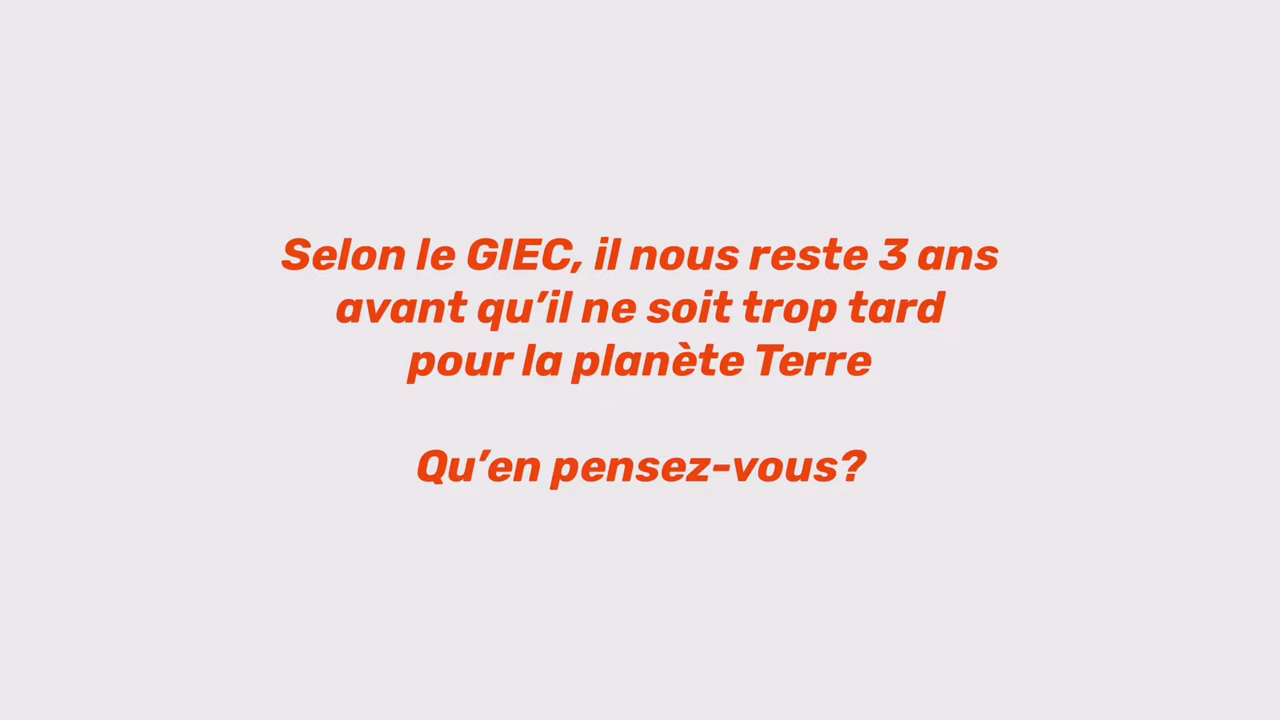 Selon le GIEC, il nous reste 3 ans
avant qu’il ne soit trop tard
pour la planète Terre
Qu’en pensez-vous?